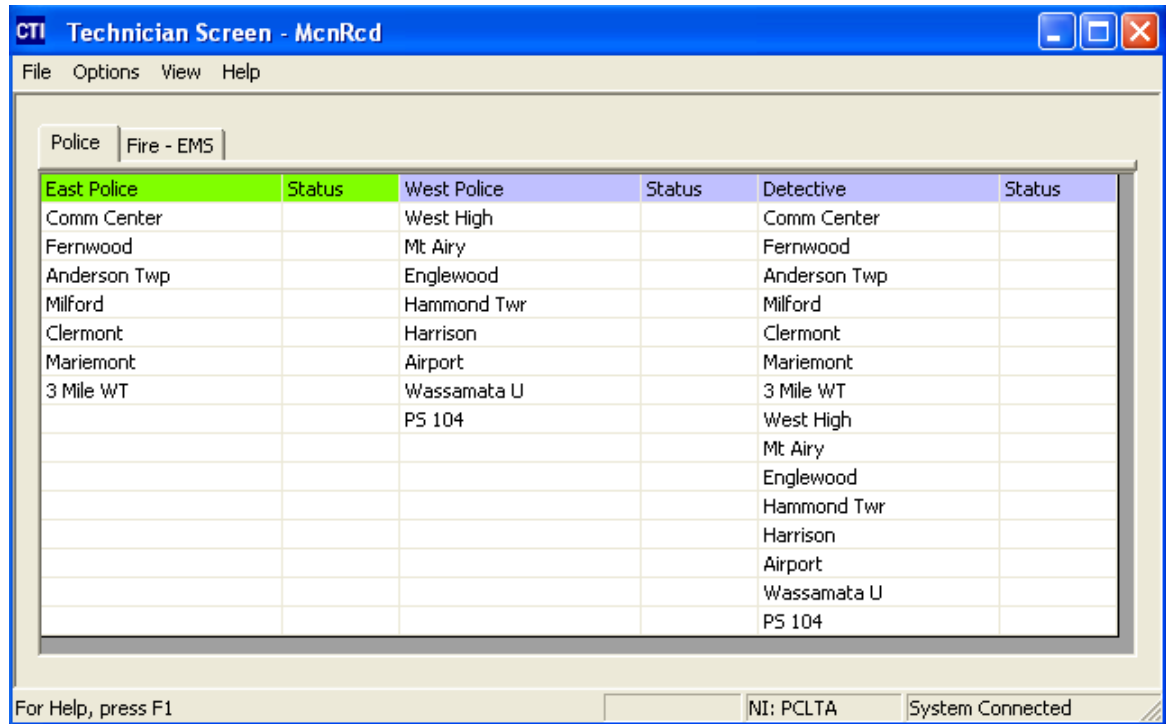 CTI Technician Screen - McnRcd
File Options View Help
Police Fire - EMS
East Police Status West Police Status Detective Status
Comm Center West High Comm Center
Fernwood Mt Airy Fernwood
Anderson Twp Englewood Anderson Twp
Milford Hammond Twr Milford
Clermont Harrison Clermont
Mariemont Airport Mariemont
3 Mile WT Wassamata U 3 Mile WT
PS 104 West High
Mt Airy
Englewood
Hammond Twr
Harrison
Airport
Wassamata U
PS 104
For Help, press F1 NI: PCLTA System Connected